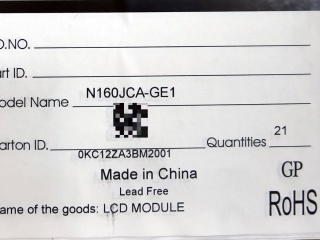 O.NO.
art ID.
odel Name N160JCA-GE1
arton ID. 0KC12ZA3BM2001 Quantities 21
Made in China GP
Lead Free RoHS
ame of the goods: LCD MODULE